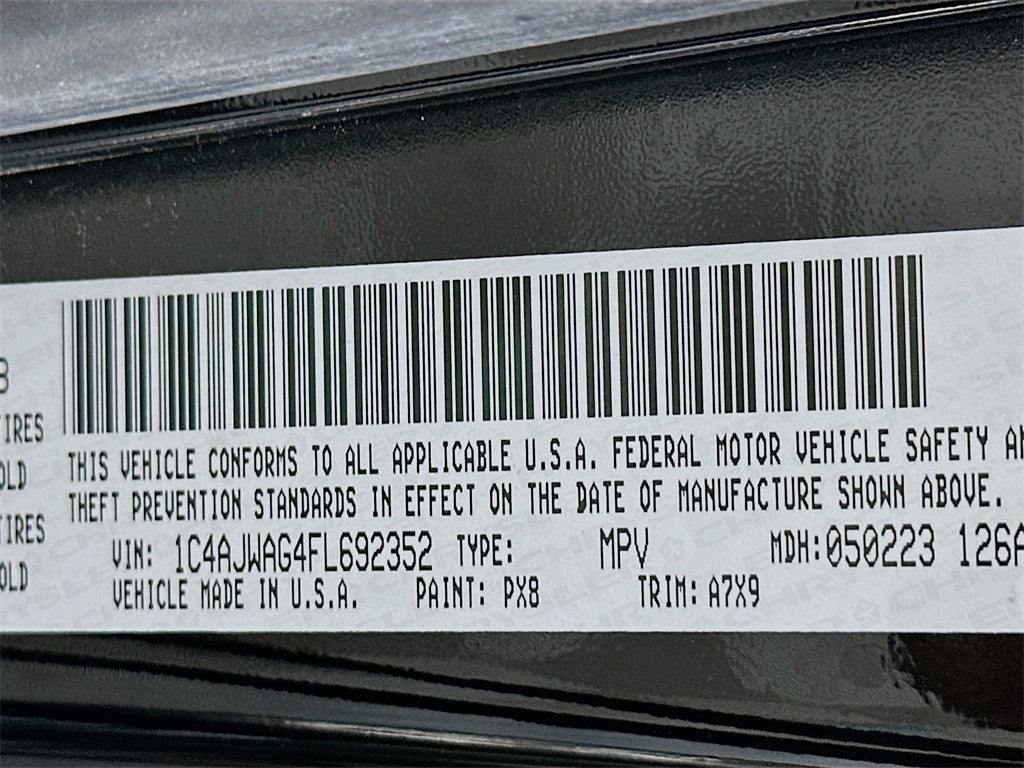 THIS VEHICLE CONFORMS TO ALL APPLICABLE U.S.A. FEDERAL MOTOR VEHICLE SAFETY
THEFT PREVENTION STANDARDS IN EFFECT ON THE DATE OF MANUFACTURE SHOWN ABOVE.
VIN: 1C4AJWAG4FL692352 TYPE: MPV MDH:050223 126A
VEHICLE MADE IN U.S.A. PAINT: PX8 TRIM: A7X9